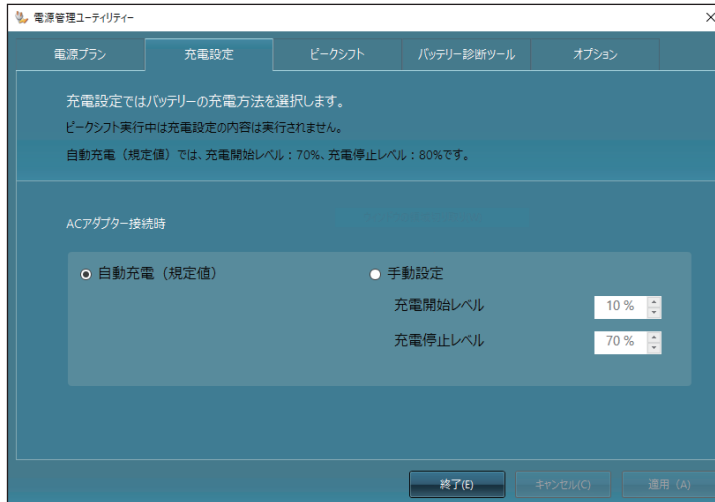 電源管理ユーティリティー
電源プラン 充電設定 ピークシフト バッテリー診断ツール オプション
充電設定ではバッテリーの充電方法を選択します。
ピークシフト実行中は充電設定の内容は実行されません。
自動充電（規定値）では、充電開始レベル：70%、充電停止レベル：80%です。
ACアダプター接続時
自動充電（規定値） 手動設定
充電開始レベル 10 %
充電停止レベル 70 %
終了(E) キャンセル(C) 適用（A）